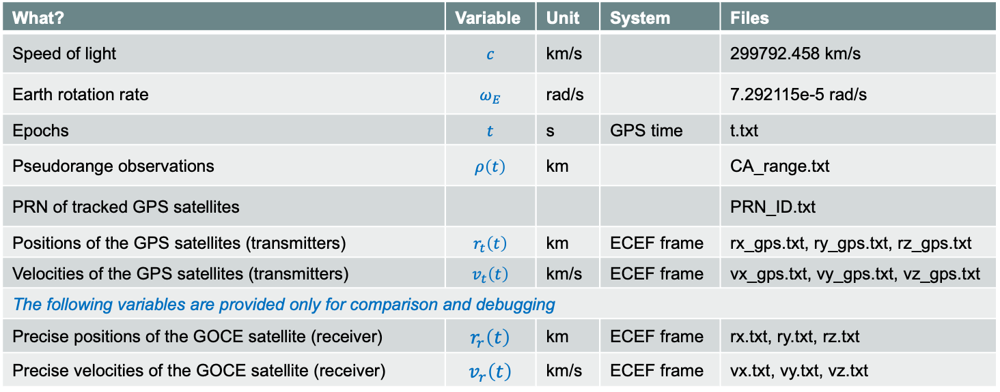 What? Variable Unit System Files
Speed of light c km/s 299792.458 km/s
Earth rotation rate ω_E rad/s 7.292115e-5 rad/s
Epochs t s GPS time t.txt
Pseudorange observations ρ(t) km CA_range.txt
PRN of tracked GPS satellites PRN_ID.txt
Positions of the GPS satellites (transmitters) r_t(t) km ECEF frame rx_gps.txt, ry_gps.txt, rz_gps.txt
Velocities of the GPS satellites (transmitters) v_t(t) km/s ECEF frame vx_gps.txt, vy_gps.txt, vz_gps.txt
The following variables are provided only for comparison and debugging
Precise positions of the GOCE satellite (receiver) r_r(t) km ECEF frame rx.txt, ry.txt, rz.txt
Precise velocities of the GOCE satellite (receiver) v_r(t) km/s ECEF frame vx.txt, vy.txt, vz.txt